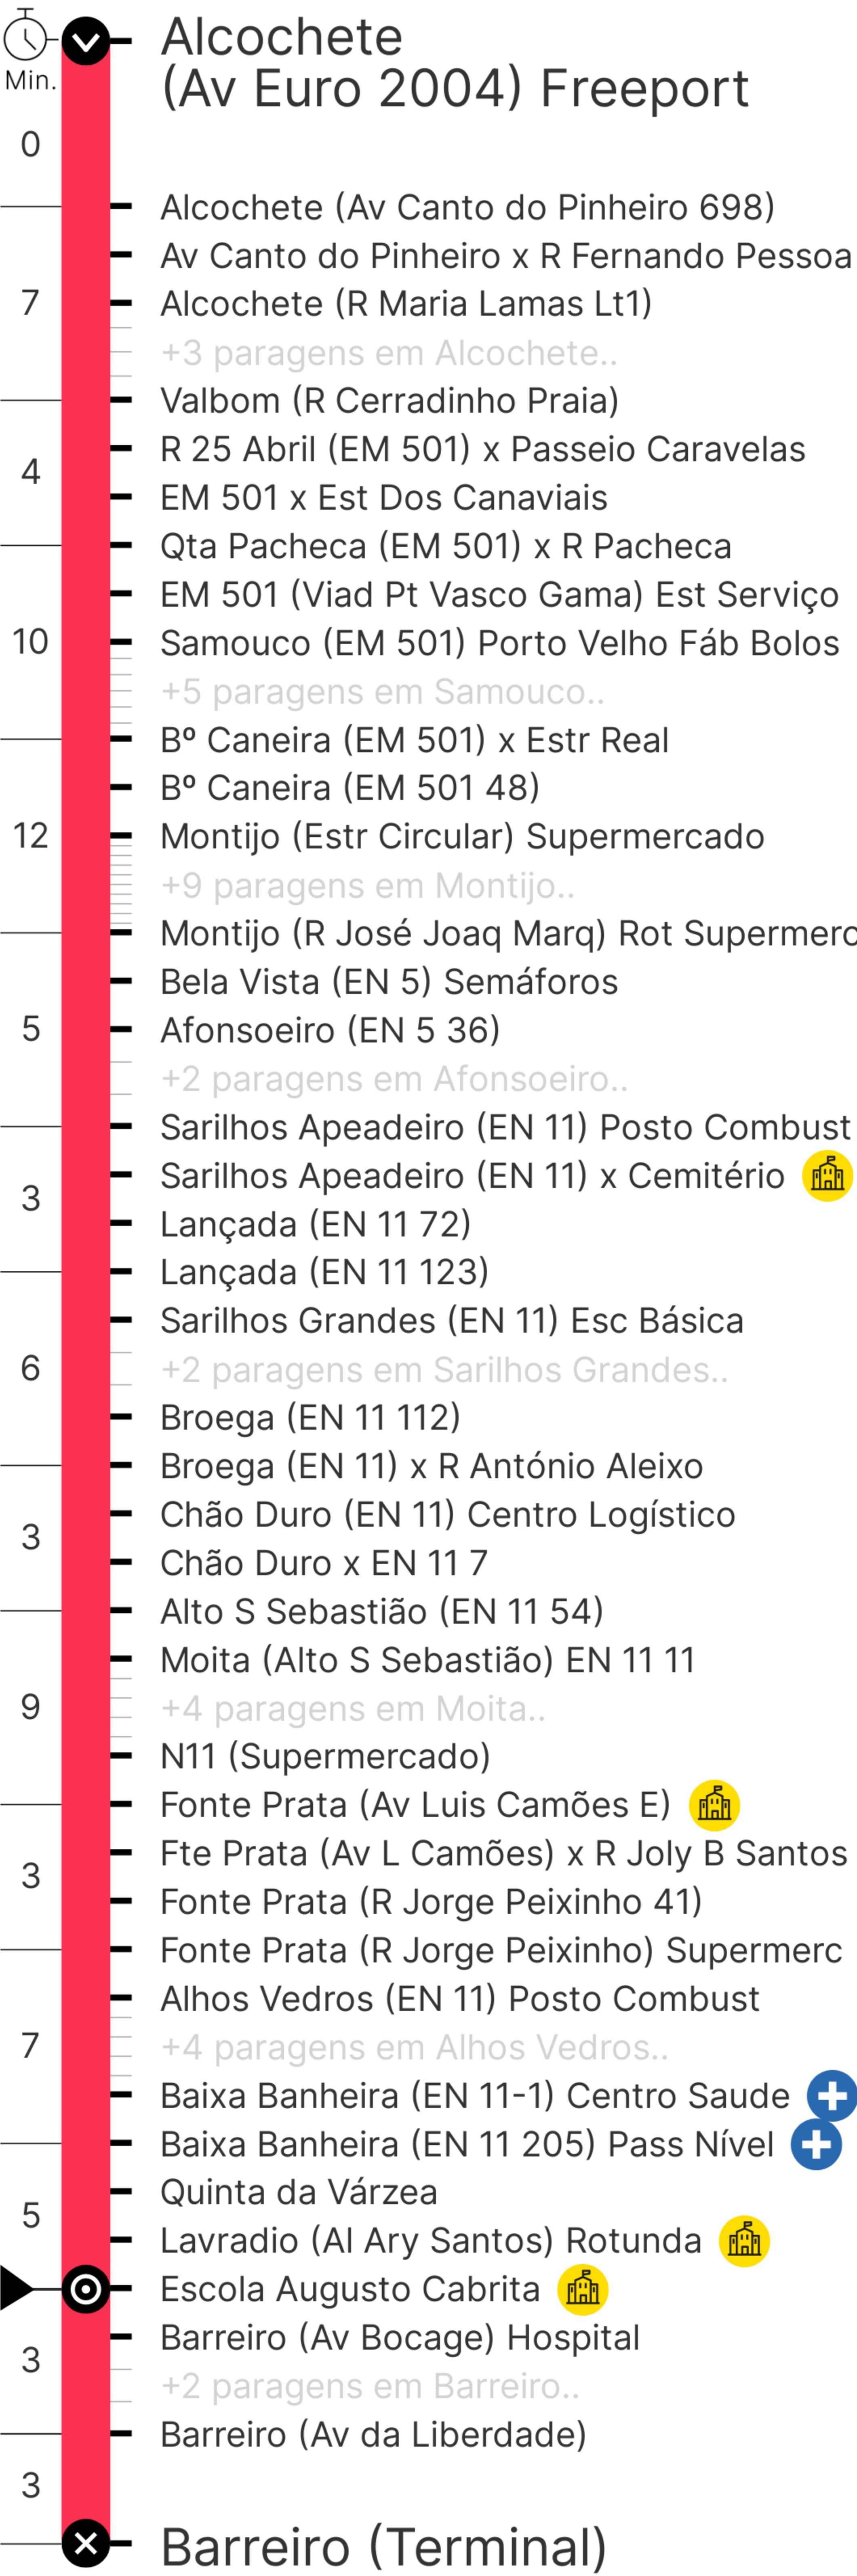 Alcochete
(Av Euro 2004) Freeport
Min.
0
Alcochete (Av Canto do Pinheiro 698)
Av Canto do Pinheiro x R Fernando Pessoa
7
Alcochete (R Maria Lamas Lt1)
+3 paragens em Alcochete..
Valbom (R Cerradinho Praia)
R 25 Abril (EM 501) x Passeio Caravelas
4
EM 501 x Est Dos Canaviais
Qta Pacheca (EM 501) x R Pacheca
EM 501 (Viad Pt Vasco Gama) Est Serviço
10
Samouco (EM 501) Porto Velho Fáb Bolos
+5 paragens em Samouco..
Bº Caneira (EM 501) x Estr Real
Bº Caneira (EM 501 48)
12
Montijo (Estr Circular) Supermercado
+9 paragens em Montijo..
Montijo (R José Joaq Marq) Rot Supermerc
Bela Vista (EN 5) Semáforos
5
Afonsoeiro (EN 5 36)
+2 paragens em Afonsoeiro..
Sarilhos Apeadeiro (EN 11) Posto Combust
Sarilhos Apeadeiro (EN 11) x Cemitério
3
Lançada (EN 11 72)
Lançada (EN 11 123)
Sarilhos Grandes (EN 11) Esc Básica
6
+2 paragens em Sarilhos Grandes..
Broega (EN 11 112)
Broega (EN 11) x R António Aleixo
Chão Duro (EN 11) Centro Logístico
3
Chão Duro x EN 11 7
Alto S Sebastião (EN 11 54)
Moita (Alto S Sebastião) EN 11 11
9
+4 paragens em Moita..
N11 (Supermercado)
Fonte Prata (Av Luis Camões E)
Fte Prata (Av L Camões) x R Joly B Santos
3
Fonte Prata (R Jorge Peixinho 41)
Fonte Prata (R Jorge Peixinho) Supermerc
Alhos Vedros (EN 11) Posto Combust
7
+4 paragens em Alhos Vedros..
Baixa Banheira (EN 11-1) Centro Saude
Baixa Banheira (EN 11 205) Pass Nível
Quinta da Várzea
5
Lavradio (Al Ary Santos) Rotunda
Escola Augusto Cabrita
Barreiro (Av Bocage) Hospital
3
+2 paragens em Barreiro..
Barreiro (Av da Liberdade)
3
Barreiro (Terminal)